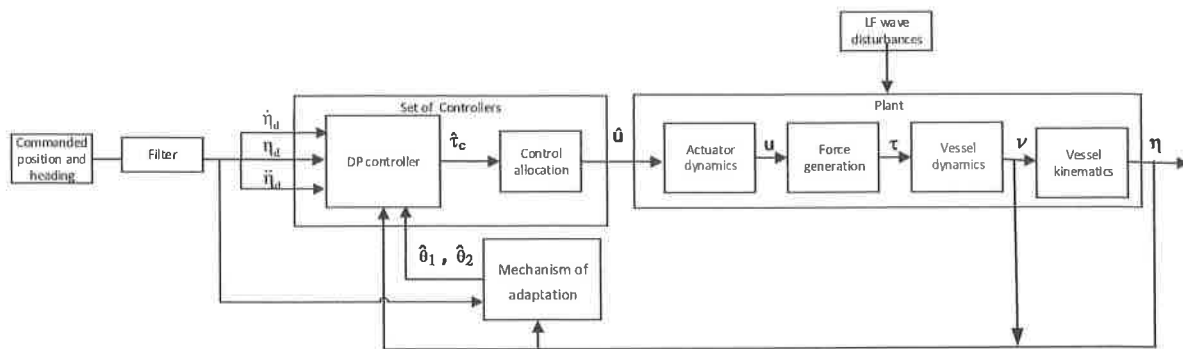 LF wave
disturbances
Set of Controllers
Plant
Commanded
position and
heading
Filter
η̇d
ηd
η̈d
DP controller
τ̂c
Control
allocation
û
Actuator
dynamics
u
Force
generation
τ
Vessel
dynamics
ν
Vessel
kinematics
η
θ̂1 , θ̂2
Mechanism of
adaptation